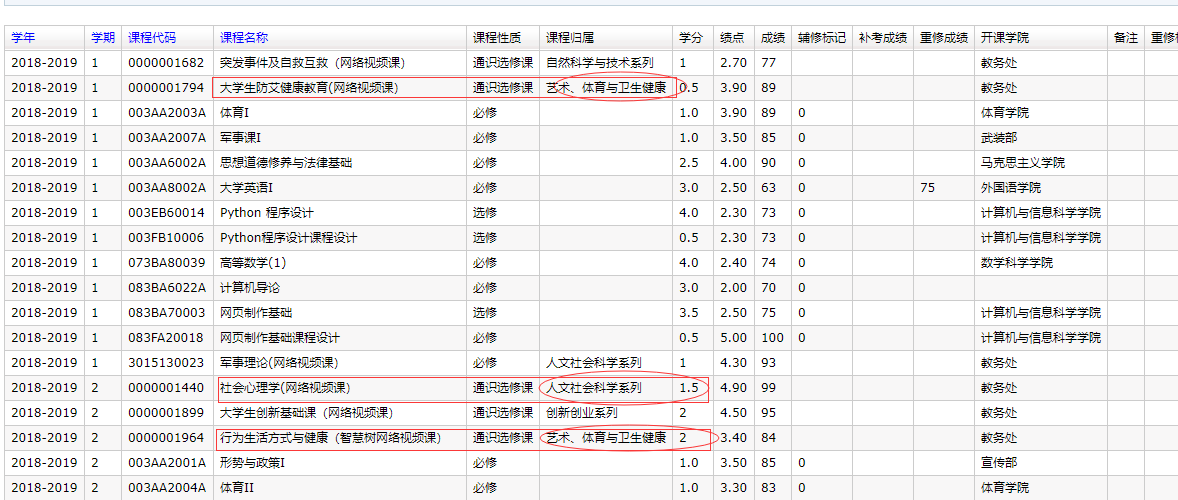 学年 学期 课程代码 课程名称 课程性质 课程归属 学分 绩点 成绩 辅修标记 补考成绩 重修成绩 开课学院 备注 重修
2018-2019 1 0000001682 突发事件及自救互救（网络视频课） 通识选修课 自然科学与技术系列 1 2.70 77 教务处
2018-2019 1 0000001794 大学生防艾健康教育(网络视频课) 通识选修课 艺术、体育与卫生健康 0.5 3.90 89 教务处
2018-2019 1 003AA2003A 体育I 必修 1.0 3.90 89 0 体育学院
2018-2019 1 003AA2007A 军事课I 必修 1.0 3.50 85 0 武装部
2018-2019 1 003AA6002A 思想道德修养与法律基础 必修 2.5 4.00 90 0 马克思主义学院
2018-2019 1 003AA8002A 大学英语I 必修 3.0 2.50 63 0 75 外国语学院
2018-2019 1 003EB60014 Python 程序设计 选修 4.0 2.30 73 0 计算机与信息科学学院
2018-2019 1 003FB10006 Python程序设计课程设计 选修 0.5 2.30 73 0 计算机与信息科学学院
2018-2019 1 073BA80039 高等数学(1) 必修 4.0 2.40 74 0 数学科学学院
2018-2019 1 083BA6022A 计算机导论 必修 3.0 2.00 70 0
2018-2019 1 083BA70003 网页制作基础 选修 3.5 2.50 75 0 计算机与信息科学学院
2018-2019 1 083FA20018 网页制作基础课程设计 必修 0.5 5.00 100 0 计算机与信息科学学院
2018-2019 1 3015130023 军事理论(网络视频课) 必修 人文社会科学系列 1 4.30 93 教务处
2018-2019 2 0000001440 社会心理学(网络视频课) 通识选修课 人文社会科学系列 1.5 4.90 99 教务处
2018-2019 2 0000001899 大学生创新基础课（网络视频课） 通识选修课 创新创业系列 2 4.50 95 教务处
2018-2019 2 0000001964 行为生活方式与健康（智慧树网络视频课） 通识选修课 艺术、体育与卫生健康 2 3.40 84 教务处
2018-2019 2 003AA2001A 形势与政策I 必修 1.0 3.50 85 0 宣传部
2018-2019 2 003AA2004A 体育II 必修 1.0 3.30 83 0 体育学院